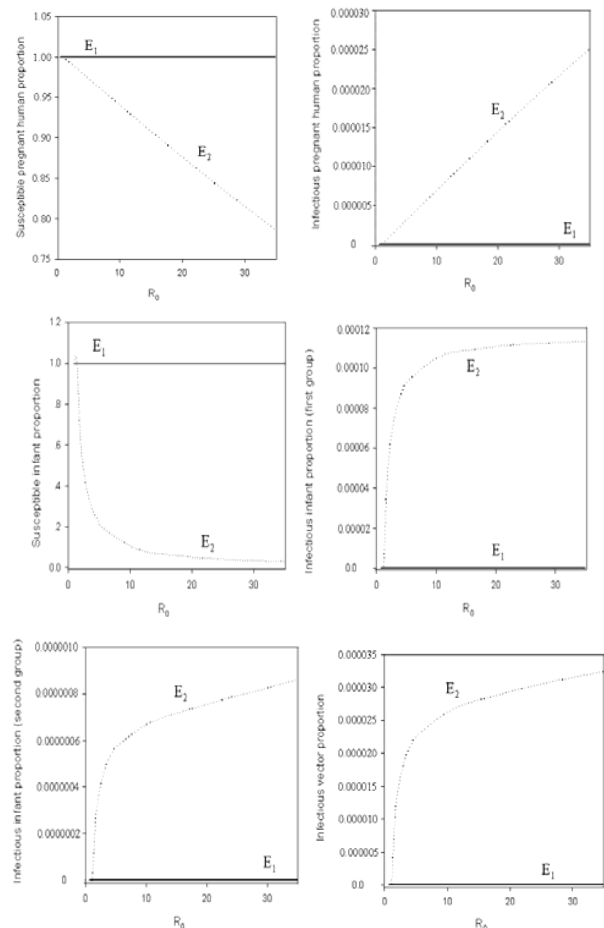 Susceptible pregnant human proportion
1.05
1.00
0.95
0.90
0.85
0.80
0.75
E1
E2
0 10 20 30
R0
Infectious pregnant human proportion
0.000030
0.000025
0.000020
0.000015
0.000010
0.000005
0
E2
E1
0 10 20 30
R0
Susceptible infant proportion
1.2
1.0
.8
.6
.4
.2
0.0
E1
E2
0 10 20 30
R0
Infectious infant proportion (first group)
0.00012
0.00010
0.00008
0.00006
0.00004
0.00002
0.0
E2
E1
0 10 20 30
R0
Infectious infant proportion (second group)
0.0000010
0.0000008
0.0000006
0.0000004
0.0000002
0
E2
E1
0 10 20 30
R0
Infectious vector proportion
0.000035
0.000030
0.000025
0.000020
0.000015
0.000010
0.000005
0.0
E2
E1
0 10 20 30
R0